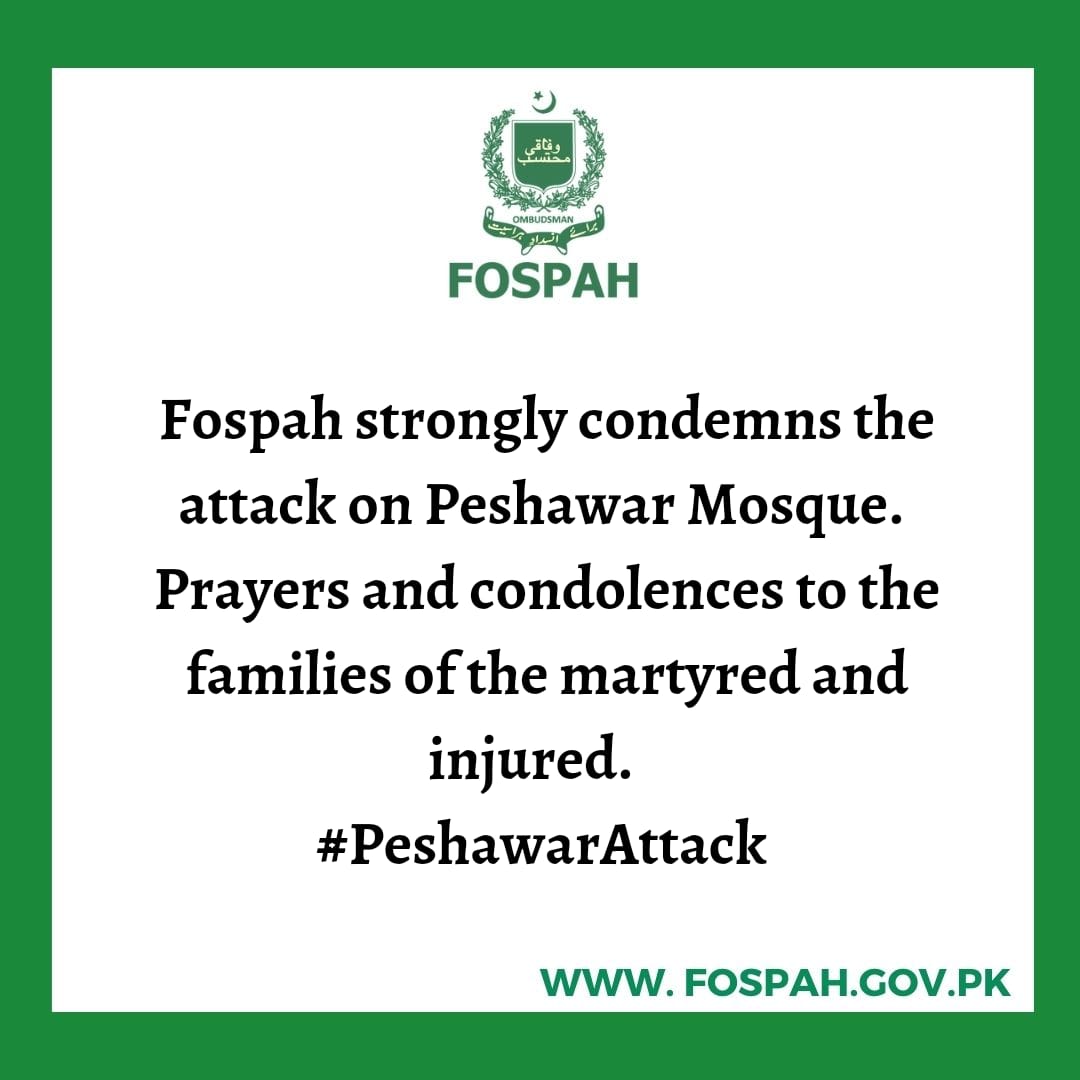 وفاقی
محتسب
OMBUDSMAN
برائے انسداد ہراسیت
FOSPAH
Fospah strongly condemns the
attack on Peshawar Mosque.
Prayers and condolences to the
families of the martyred and
injured.
#PeshawarAttack
WWW. FOSPAH.GOV.PK